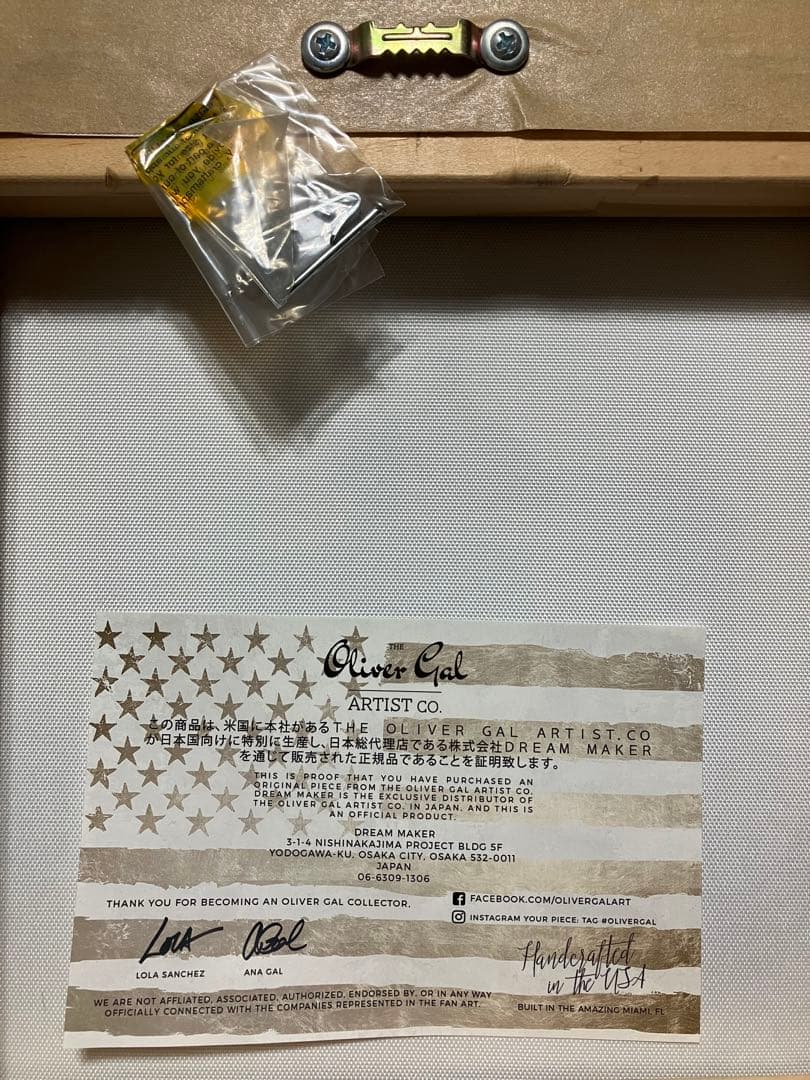 THE
Oliver Gal
ARTIST CO.
この商品は、米国に本社があるTHE OLIVER GAL ARTIST.CO
が日本国向けに特別に生産し、日本総代理店である株式会社DREAM MAKER
を通じて販売された正規品であることを証明致します。
THIS IS PROOF THAT YOU HAVE PURCHASED AN
ORIGINAL PIECE FROM THE OLIVER GAL ARTIST CO.
DREAM MAKER IS THE EXCLUSIVE DISTRIBUTOR OF
THE OLIVER GAL ARTIST CO. IN JAPAN. AND THIS IS
AN OFFICIAL PRODUCT.
DREAM MAKER
3-1-4 NISHINAKAJIMA PROJECT BLDG 5F
YODOGAWA-KU, OSAKA CITY, OSAKA 532-0011
JAPAN
06-6309-1306
THANK YOU FOR BECOMING AN OLIVER GAL COLLECTOR.
FACEBOOK.COM/OLIVERGALART
INSTAGRAM YOUR PIECE: TAG #OLIVERGAL
LOLA
LOLA SANCHEZ
ANA GAL
Handcrafted
in the USA
WE ARE NOT AFFILIATED, ASSOCIATED, AUTHORIZED, ENDORSED BY, OR IN ANY WAY
OFFICIALLY CONNECTED WITH THE COMPANIES REPRESENTED IN THE FAN ART.
BUILT IN THE AMAZING MIAMI, FL